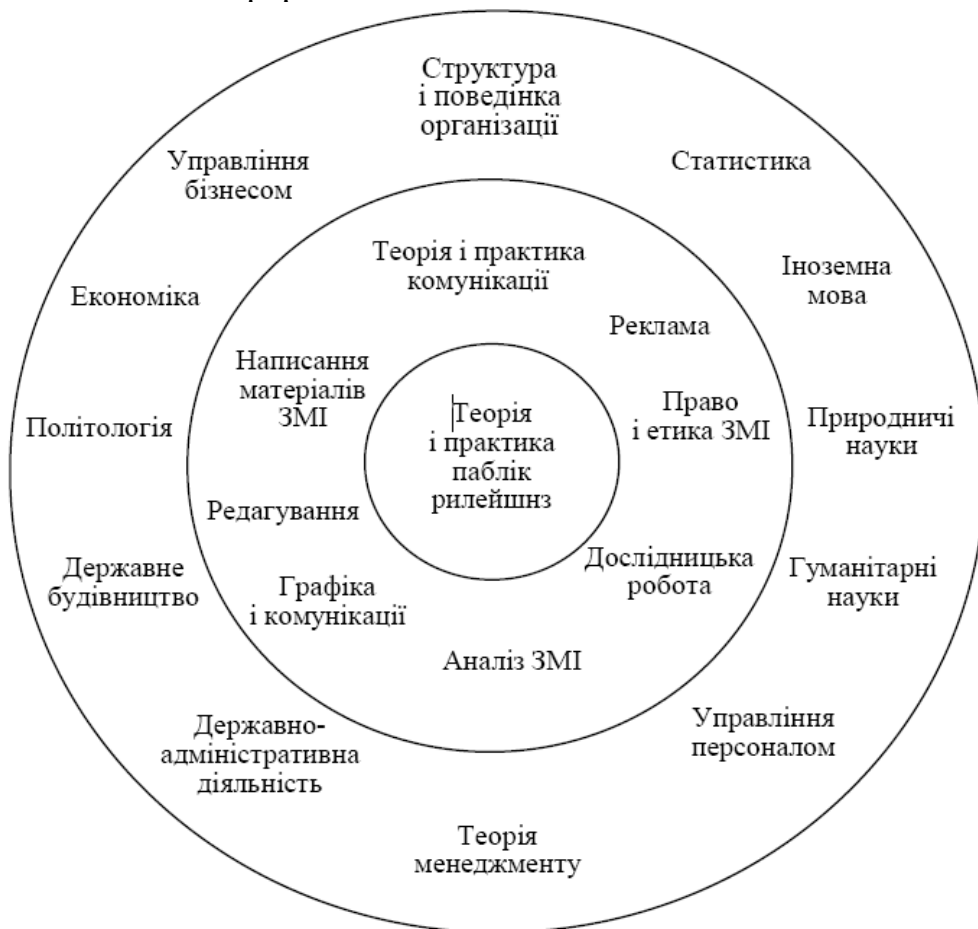 Структура
і поведінка
організації
Управління
бізнесом
Статистика
Теорія і практика
комунікації
Іноземна
мова
Економіка
Реклама
Написання
матеріалів
ЗМІ
Право
і етика ЗМІ
Теорія
і практика
паблік
рилейшнз
Політологія
Природничі
науки
Редагування
Державне
будівництво
Дослідницька
робота
Гуманітарні
науки
Графіка
і комунікації
Аналіз ЗМІ
Державно-
адміністративна
діяльність
Управління
персоналом
Теорія
менеджменту